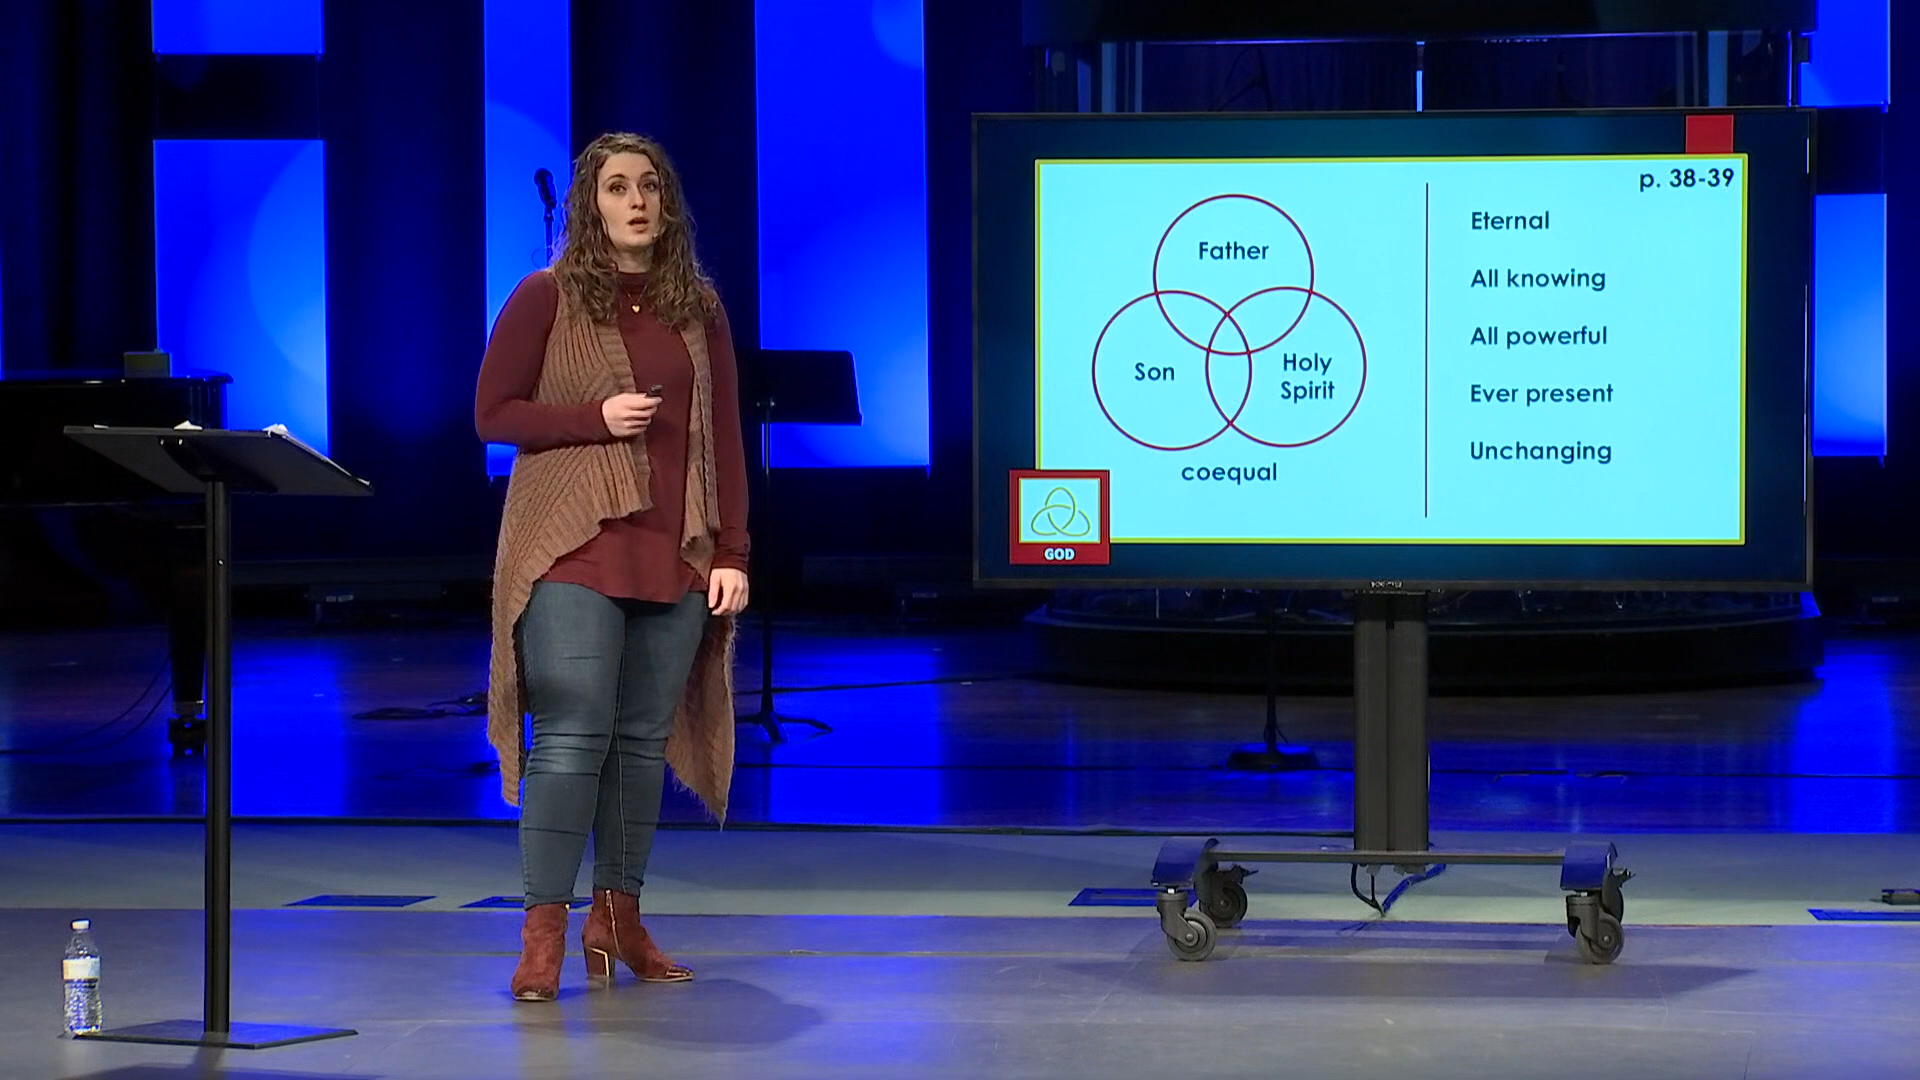 p. 38-39
Father
Son
Holy
Spirit
coequal
Eternal
All knowing
All powerful
Ever present
Unchanging
GOD